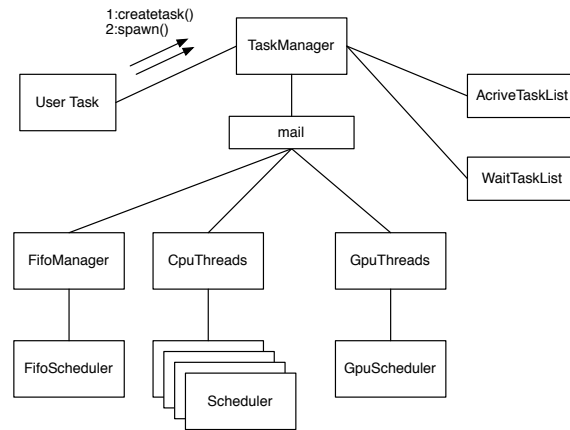 1:createtask()
2:spawn()
TaskManager
User Task
AcriveTaskList
mail
WaitTaskList
FifoManager
CpuThreads
GpuThreads
FifoScheduler
GpuScheduler
Scheduler